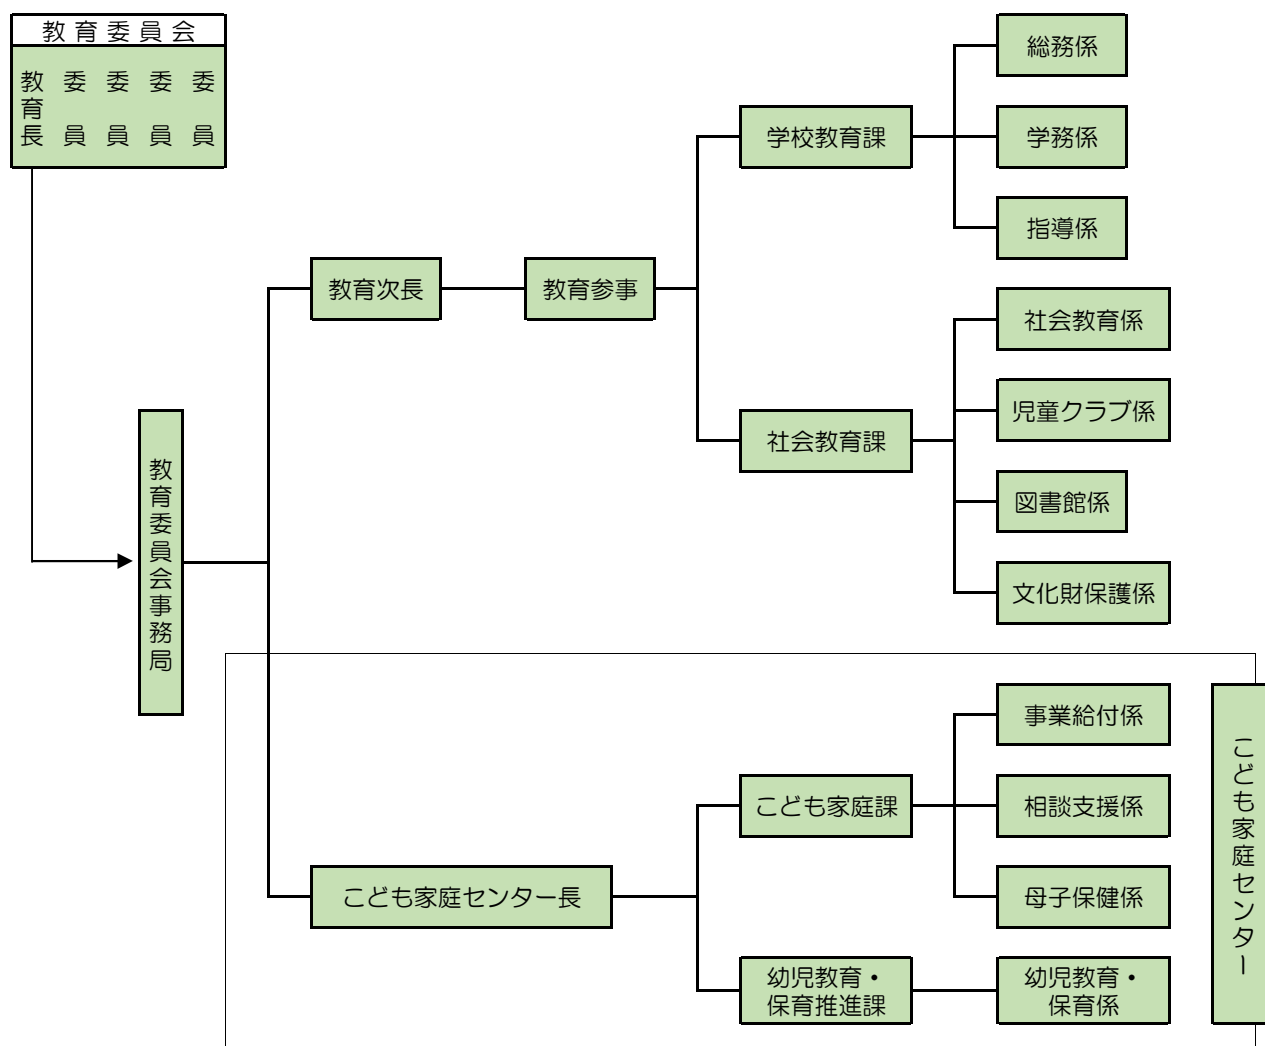 教育委員会
教育長
委員
委員
委員
委員
総務係
学校教育課
学務係
指導係
教育次長
教育参事
社会教育係
児童クラブ係
社会教育課
図書館係
文化財保護係
教育委員会事務局
事業給付係
こども家庭課
相談支援係
こども家庭センター長
母子保健係
幼児教育・
保育推進課
幼児教育・
保育係
こども家庭センター